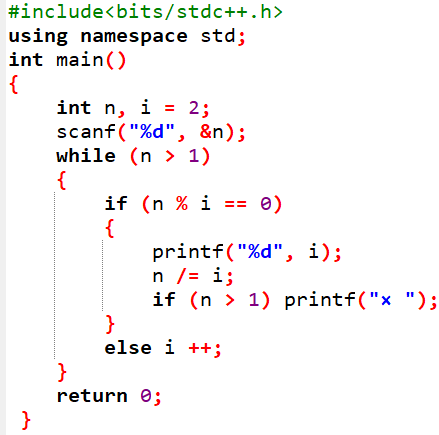 #include<bits/stdc++.h>
using namespace std;
int main()
{
    int n, i = 2;
    scanf("%d", &n);
    while (n > 1)
    {
        if (n % i == 0)
        {
            printf("%d", i);
            n /= i;
            if (n > 1) printf("× ");
        }
        else i ++;
    }
    return 0;
}